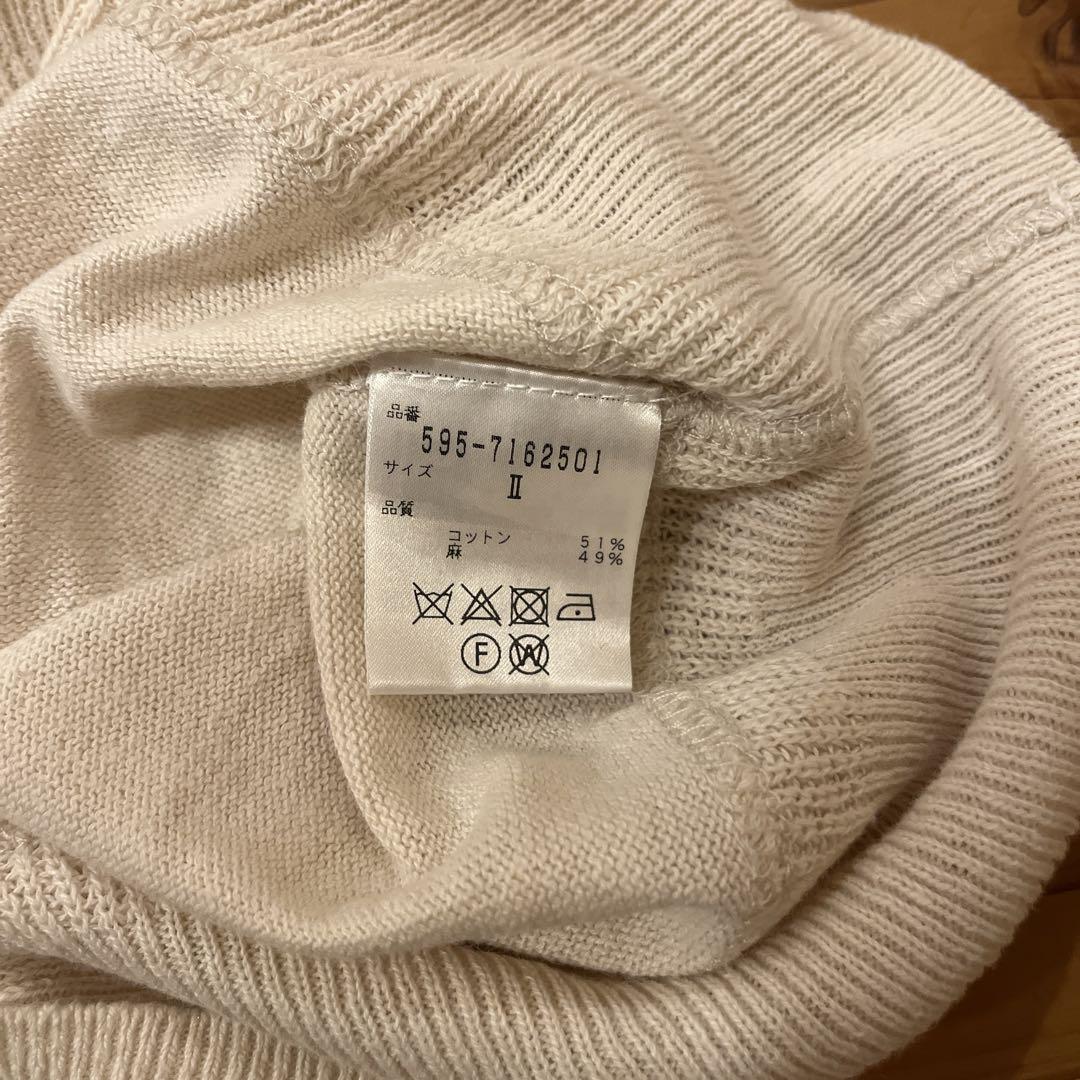 品番
595-7162501
サイズ
II
品質
コットン 51%
麻 49%
F W